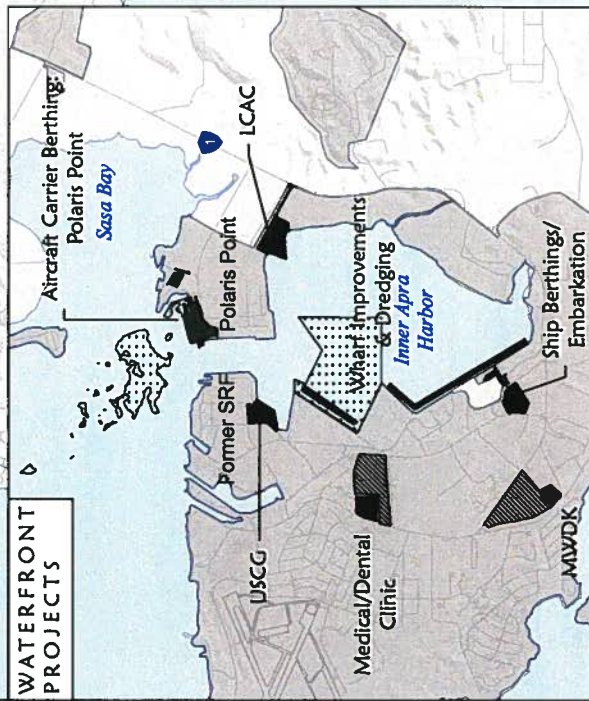 WATERFRONT
PROJECTS
Aircraft Carrier Berthing:
Polaris Point
Sasa Bay
1
LCAC
Polaris Point
Former SRF
USCG
Wharf Improvements
& Dredging
Inner Apra
Harbor
Medical/Dental
Clinic
Ship Berthings/
Embarkation
MWDK